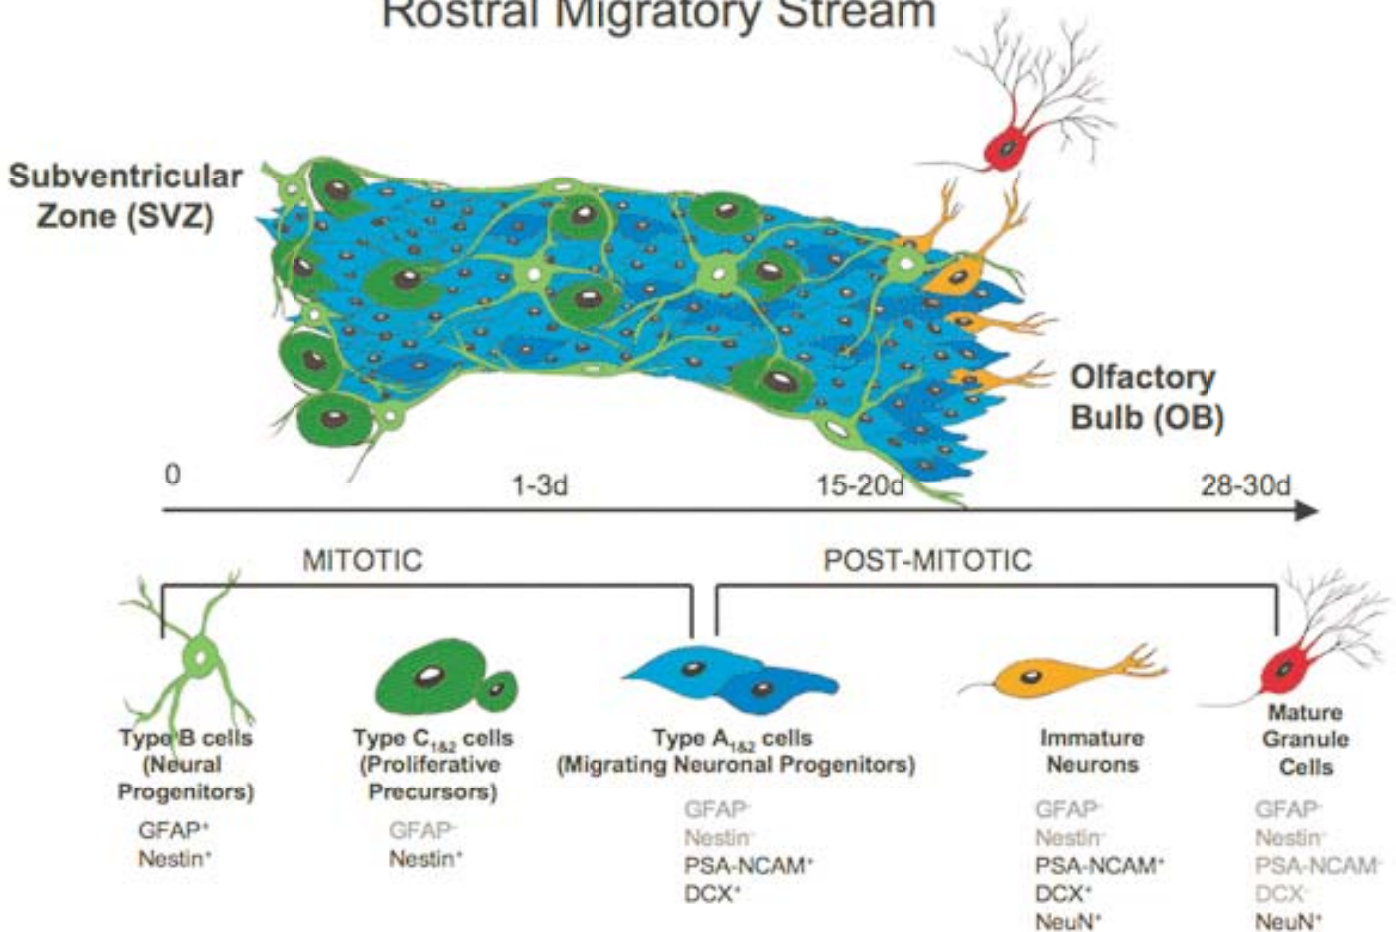 Rostral Migratory Stream
Subventricular
Zone (SVZ)
Olfactory
Bulb (OB)
0 1-3d 15-20d 28-30d
MITOTIC POST-MITOTIC
Type B cells
(Neural
Progenitors)
GFAP⁺
Nestin⁺
Type C₁&₂ cells
(Proliferative
Precursors)
GFAP⁻
Nestin⁺
Type A₁&₂ cells
(Migrating Neuronal Progenitors)
GFAP⁻
Nestin⁻
PSA-NCAM⁺
DCX⁺
Immature
Neurons
GFAP⁻
Nestin⁻
PSA-NCAM⁺
DCX⁺
NeuN⁺
Mature
Granule
Cells
GFAP⁻
Nestin⁻
PSA-NCAM⁻
DCX⁻
NeuN⁺